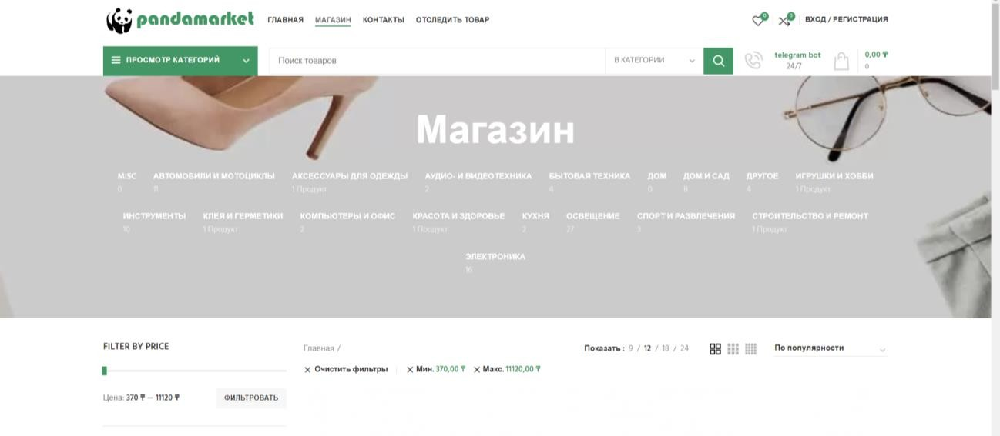 pandamarket ГЛАВНАЯ МАГАЗИН КОНТАКТЫ ОТСЛЕДИТЬ ТОВАР 0 0 ВХОД / РЕГИСТРАЦИЯ
ПРОСМОТР КАТЕГОРИЙ Поиск товаров В КАТЕГОРИИ telegram bot 0,00 ₸
24/7 0
Магазин
MISC АВТОМОБИЛИ И МОТОЦИКЛЫ АКСЕССУАРЫ ДЛЯ ОДЕЖДЫ АУДИО- И ВИДЕОТЕХНИКА БЫТОВАЯ ТЕХНИКА ДОМ ДОМ И САД ДРУГОЕ ИГРУШКИ И ХОББИ
0 11 1 Продукт 2 4 0 8 4 1 Продукт
ИНСТРУМЕНТЫ КЛЕЯ И ГЕРМЕТИКИ КОМПЬЮТЕРЫ И ОФИС КРАСОТА И ЗДОРОВЬЕ КУХНЯ ОСВЕЩЕНИЕ СПОРТ И РАЗВЛЕЧЕНИЯ СТРОИТЕЛЬСТВО И РЕМОНТ
10 1 Продукт 2 1 Продукт 2 27 3 1 Продукт
ЭЛЕКТРОНИКА
16
FILTER BY PRICE Главная / Показать : 9 / 12 / 18 / 24 По популярности
Очистить фильтры Мин. 370,00 ₸ Макс. 11120,00 ₸
Цена: 370 ₸ — 11120 ₸ ФИЛЬТРОВАТЬ